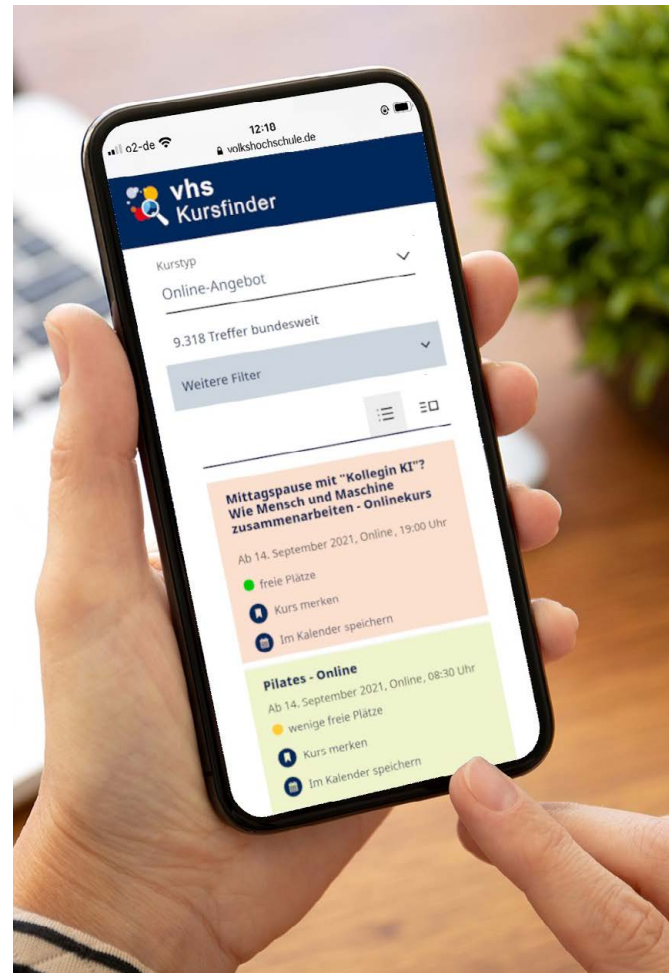 o2-de
12:18
volkshochschule.de
vhs
Kursfinder
Kurstyp
Online-Angebot
9.318 Treffer bundesweit
Weitere Filter
Mittagspause mit "Kollegin KI"?
Wie Mensch und Maschine
zusammenarbeiten - Onlinekurs
Ab 14. September 2021, Online, 19:00 Uhr
freie Plätze
Kurs merken
Im Kalender speichern
Pilates - Online
Ab 14. September 2021, Online, 08:30 Uhr
wenige freie Plätze
Kurs merken
Im Kalender speichern